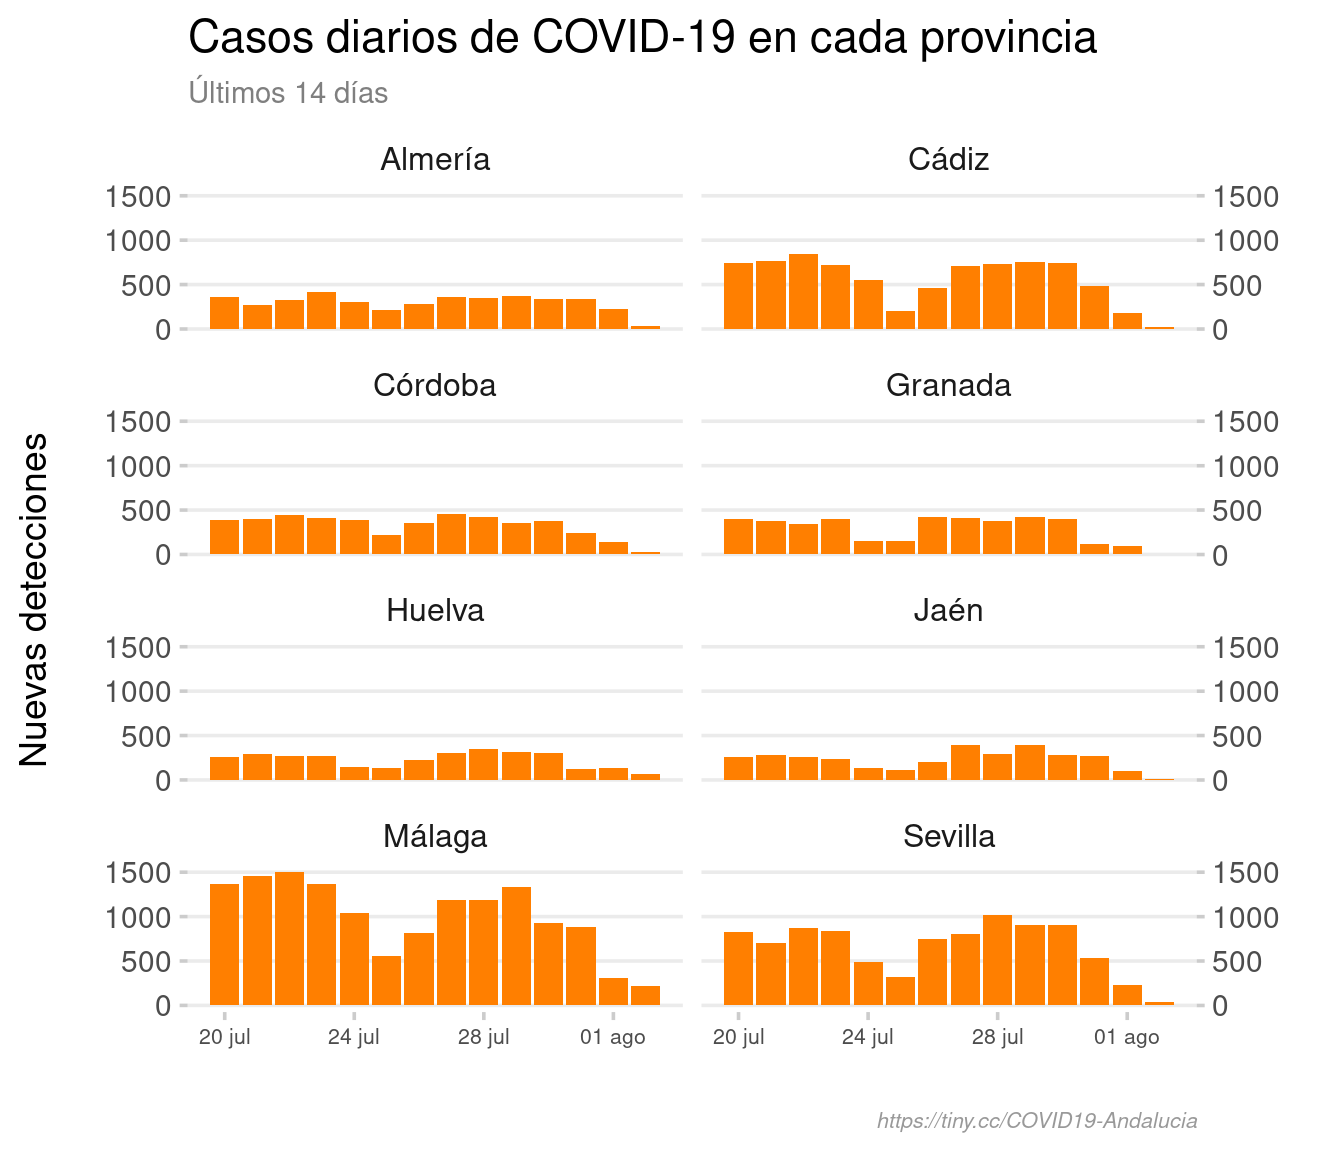 Casos diarios de COVID-19 en cada provincia
Últimos 14 días
Almería
Cádiz
1500
1000
500
0
1500
1000
500
0
Córdoba
Granada
1500
1000
500
0
1500
1000
500
0
Huelva
Jaén
1500
1000
500
0
1500
1000
500
0
Málaga
Sevilla
1500
1000
500
0
1500
1000
500
0
20 jul 24 jul 28 jul 01 ago
20 jul 24 jul 28 jul 01 ago
Nuevas detecciones
https://tiny.cc/COVID19-Andalucia